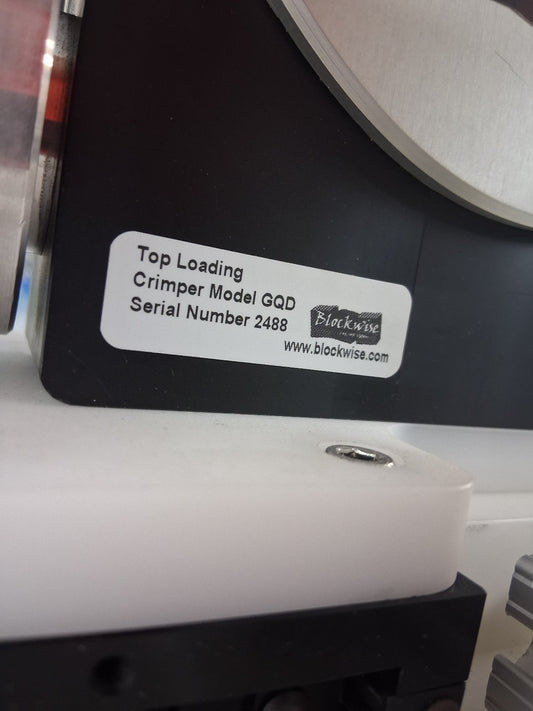 Top Loading
Crimper Model GQD
Serial Number 2488
Blockwise
www.blockwise.com